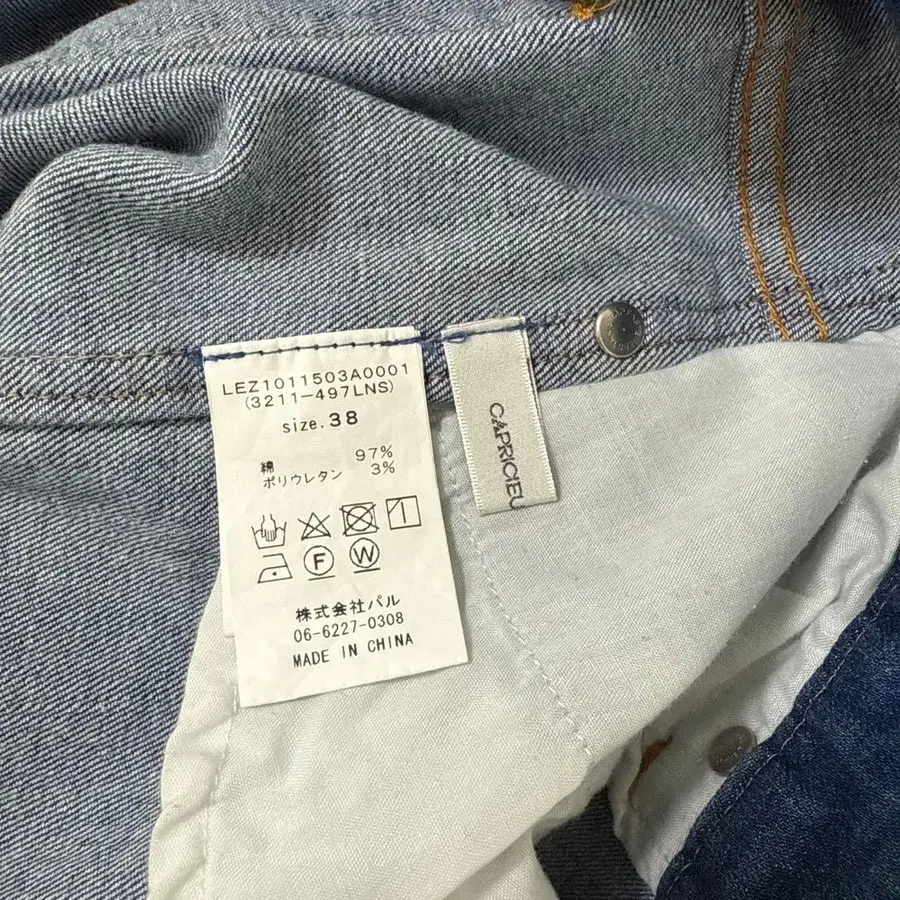 LEZ1011503A0001
(3211-497LNS)
size.38
綿 97%
ポリウレタン 3%
F W
株式会社パル
06-6227-0308
MADE IN CHINA
CAPRICIEU